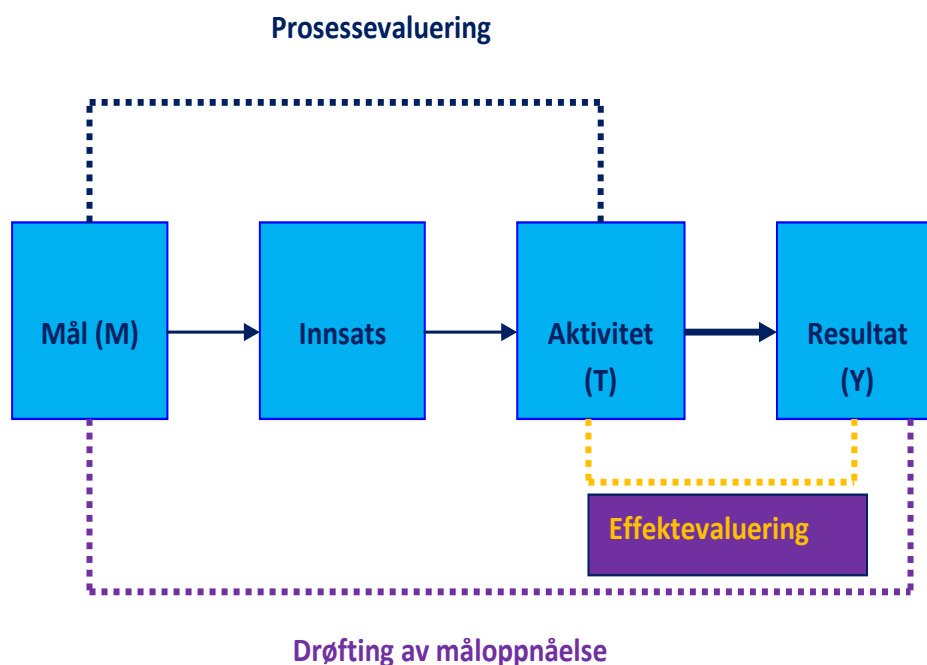 Prosessevaluering
Mål (M)
Innsats
Aktivitet
(T)
Resultat
(Y)
Effektevaluering
Drøfting av måloppnåelse